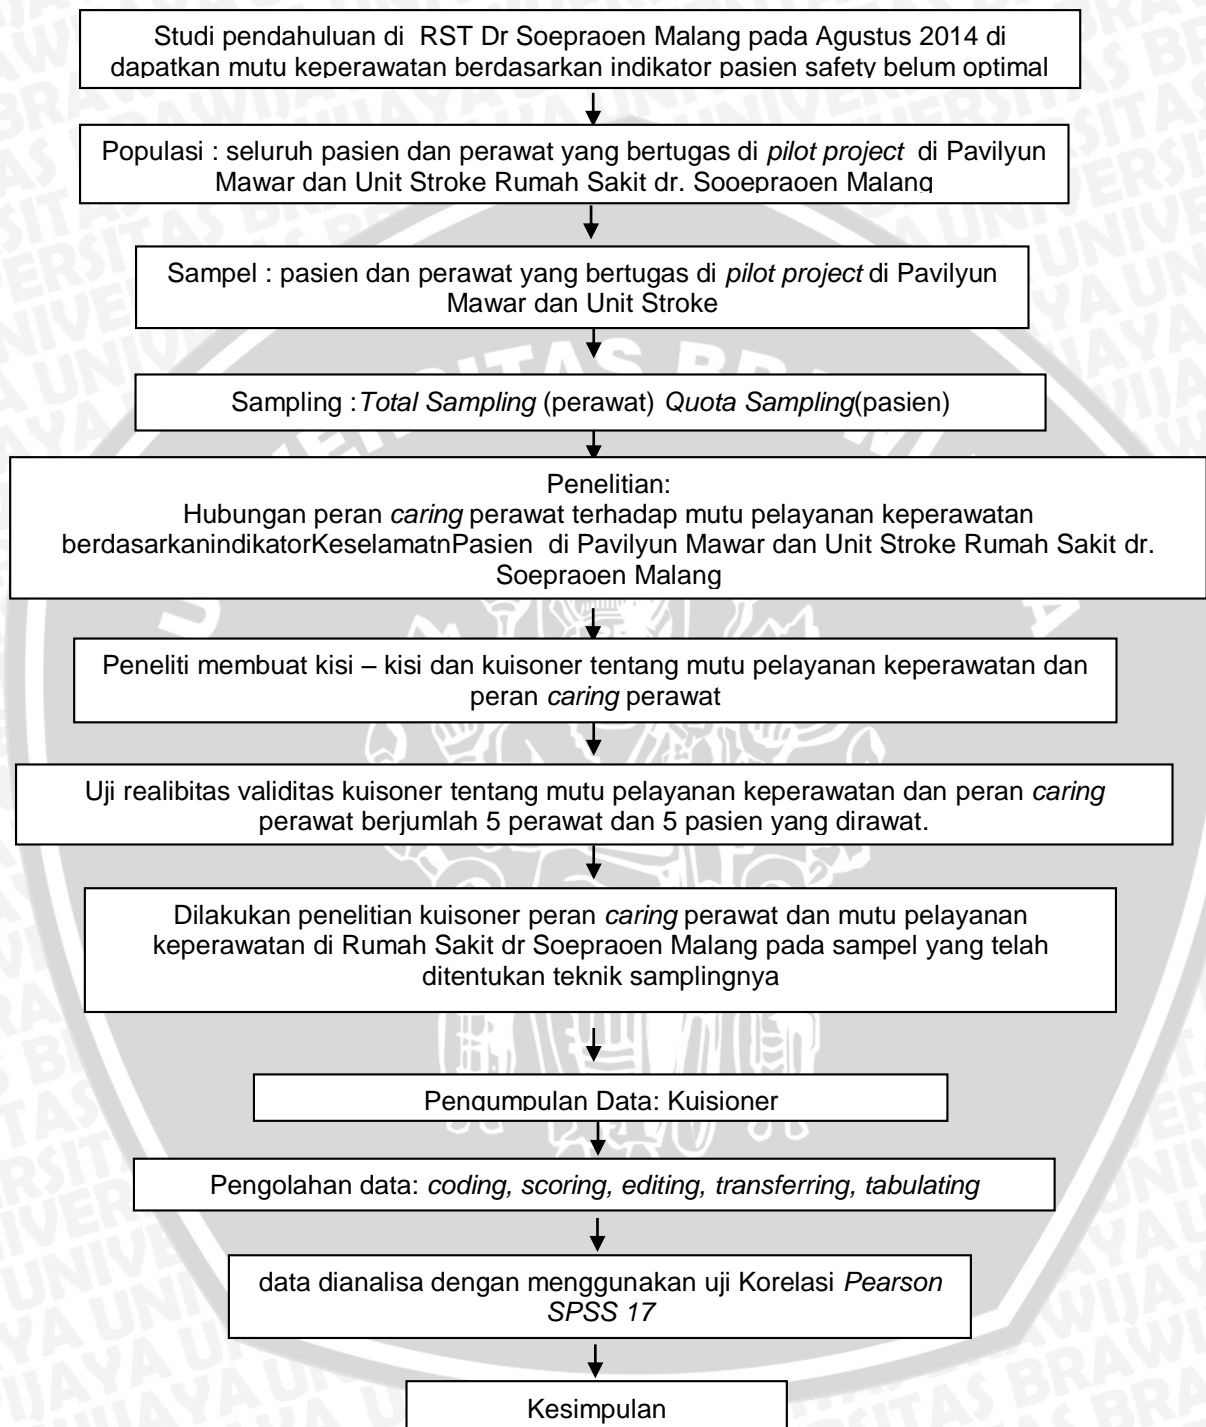 Studi pendahuluan di RST Dr Soepraoen Malang pada Agustus 2014 di
dapatkan mutu keperawatan berdasarkan indikator pasien safety belum optimal
Populasi : seluruh pasien dan perawat yang bertugas di pilot project di Pavilyun
Mawar dan Unit Stroke Rumah Sakit dr. Sooepraoen Malang
Sampel : pasien dan perawat yang bertugas di pilot project di Pavilyun
Mawar dan Unit Stroke
Sampling : Total Sampling (perawat) Quota Sampling(pasien)
Penelitian:
Hubungan peran caring perawat terhadap mutu pelayanan keperawatan
berdasarkanindikatorKeselamatnPasien di Pavilyun Mawar dan Unit Stroke Rumah Sakit dr.
Soepraoen Malang
Peneliti membuat kisi – kisi dan kuisoner tentang mutu pelayanan keperawatan dan
peran caring perawat
Uji realibitas validitas kuisoner tentang mutu pelayanan keperawatan dan peran caring
perawat berjumlah 5 perawat dan 5 pasien yang dirawat.
Dilakukan penelitian kuisoner peran caring perawat dan mutu pelayanan
keperawatan di Rumah Sakit dr Soepraoen Malang pada sampel yang telah
ditentukan teknik samplingnya
Pengumpulan Data: Kuisioner
Pengolahan data: coding, scoring, editing, transferring, tabulating
data dianalisa dengan menggunakan uji Korelasi Pearson
SPSS 17
Kesimpulan